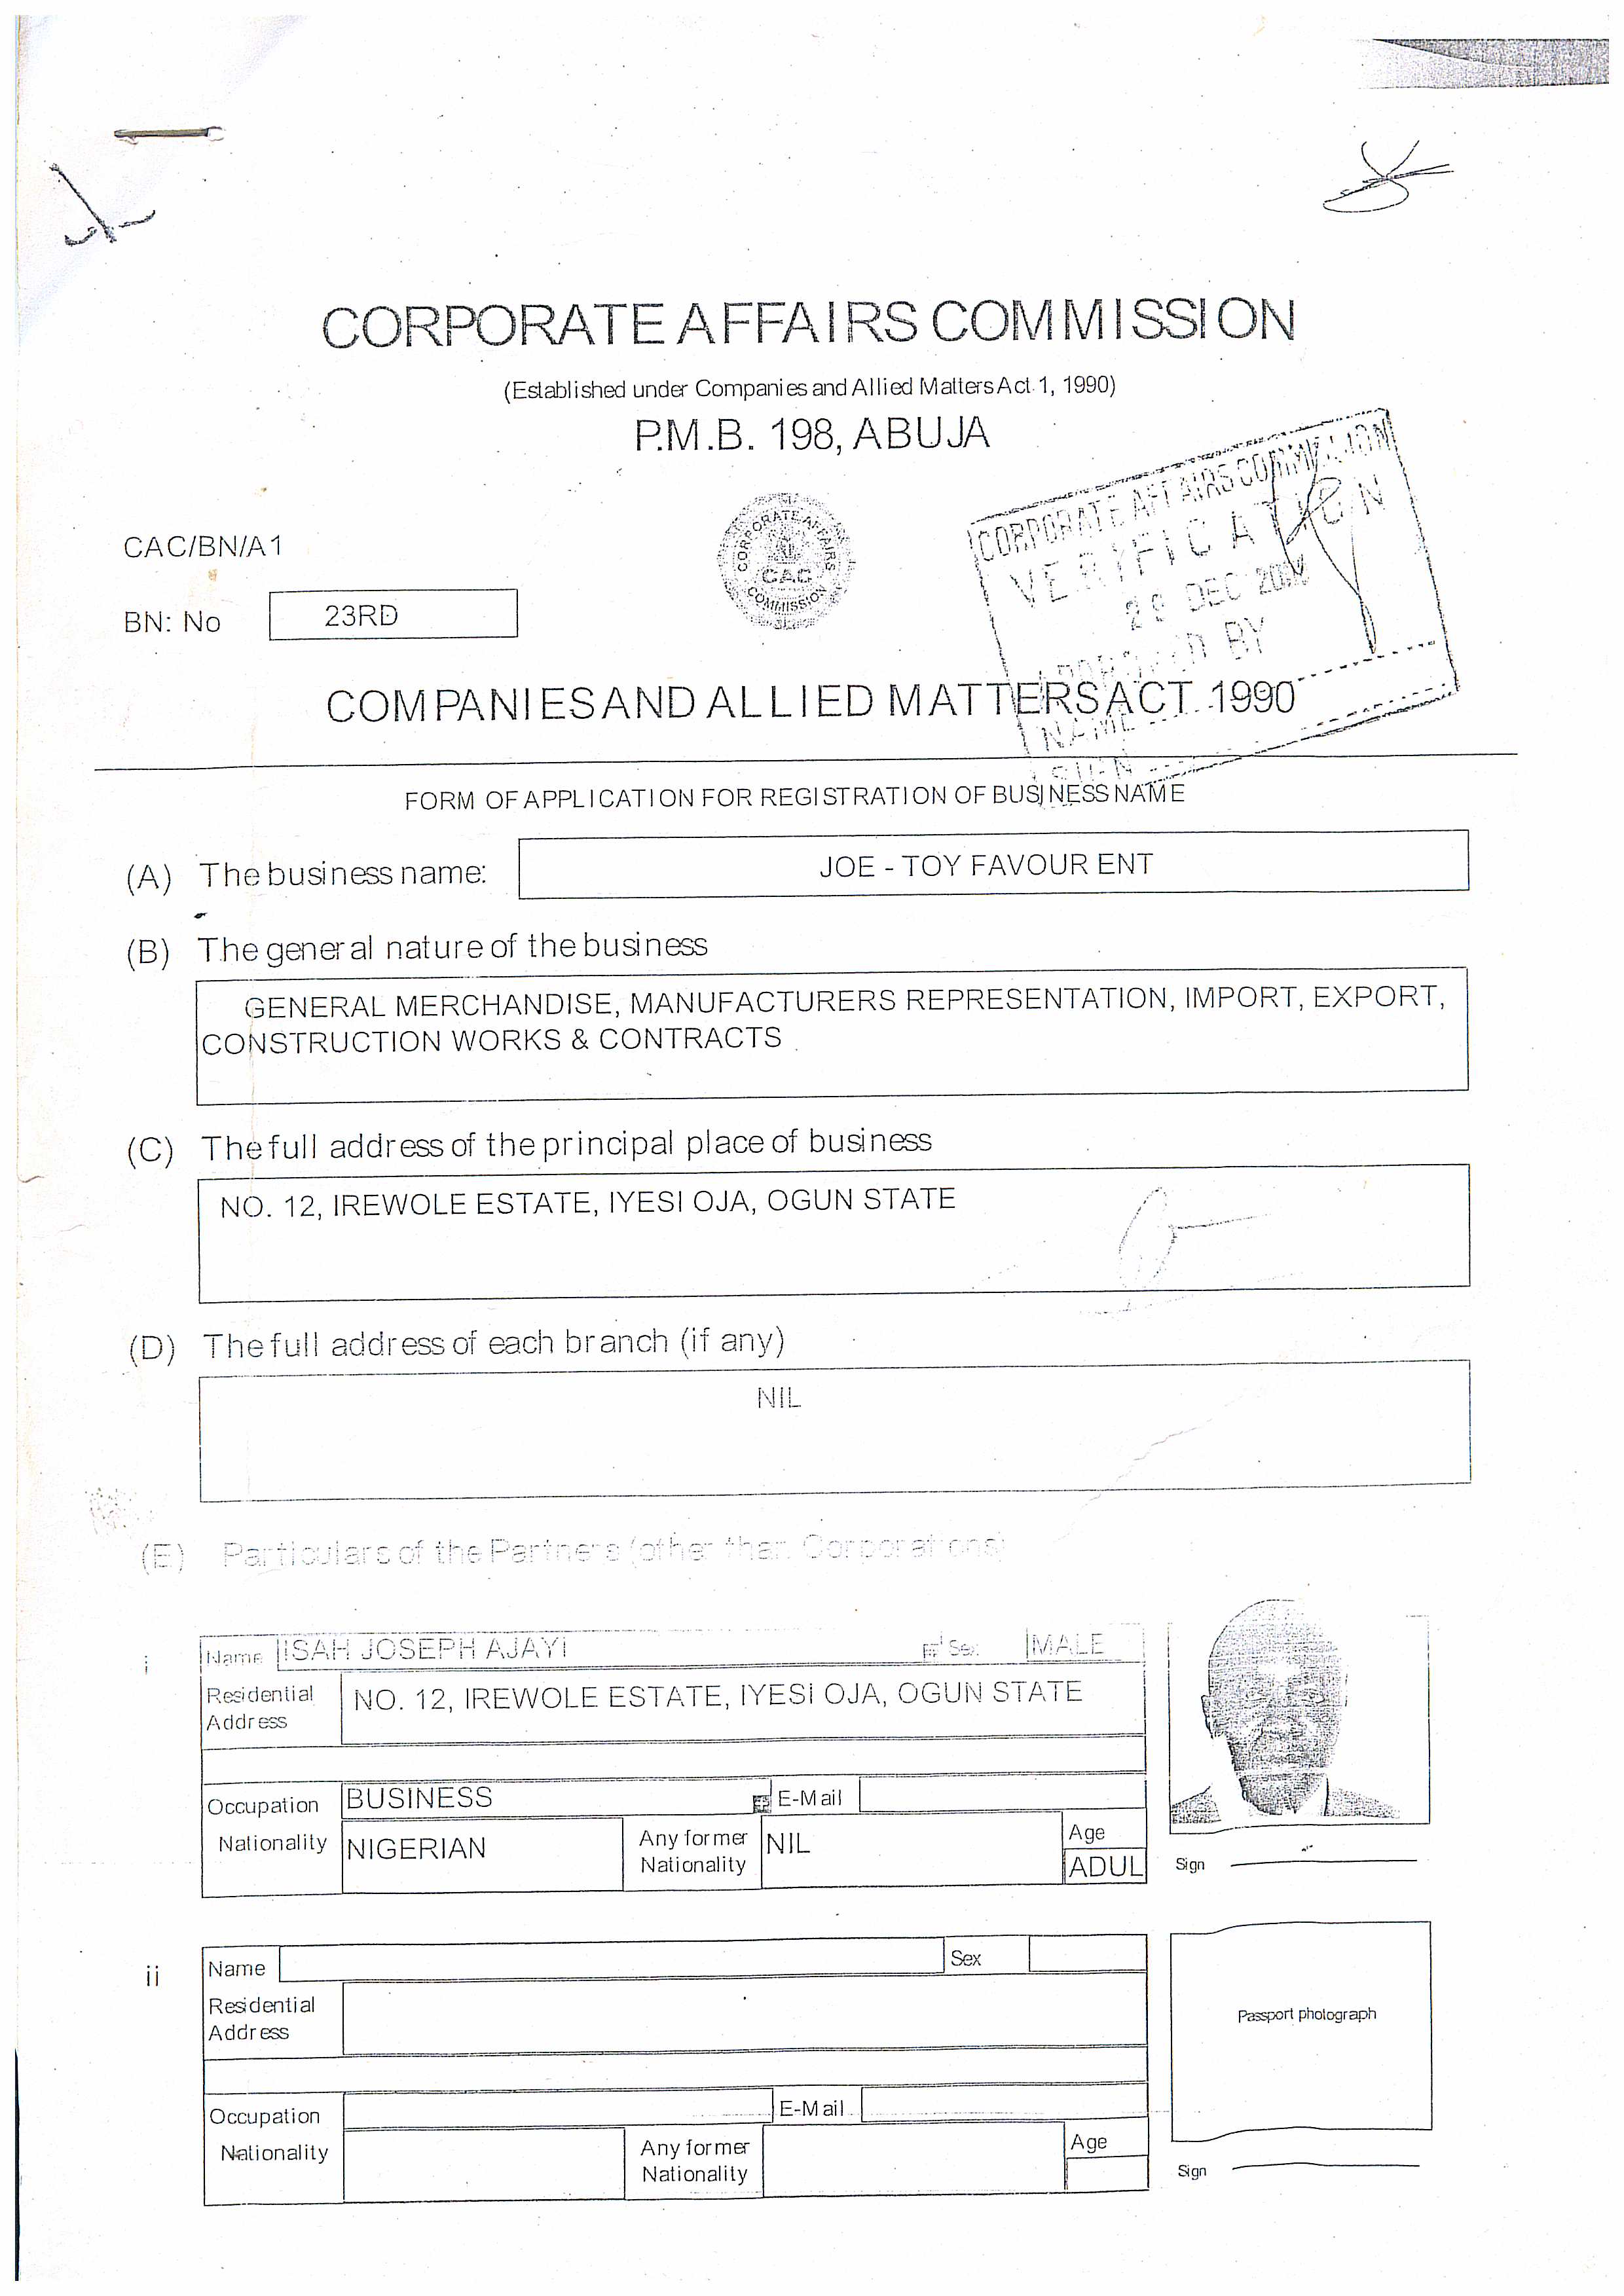 CORPORATE AFFAIRS COMMISSION
(Established under Companies and Allied Matters Act 1, 1990)
P.M.B. 198, ABUJA
CORPORATE AFFAIRS COMMISSION
VERIFICATION
DEC
BY
NAME
SIGN
CORPORATE AFFAIRS
CAC
COMMISSION
CAC/BN/A1
BN: No 23RD
COMPANIES AND ALLIED MATTERS ACT 1990
FORM OF APPLICATION FOR REGISTRATION OF BUSINESS NAME
(A) The business name: JOE - TOY FAVOUR ENT
(B) The general nature of the business
GENERAL MERCHANDISE, MANUFACTURERS REPRESENTATION, IMPORT, EXPORT,
CONSTRUCTION WORKS & CONTRACTS
(C) The full address of the principal place of business
NO. 12, IREWOLE ESTATE, IYESI OJA, OGUN STATE
(D) The full address of each branch (if any)
NIL
(E) Particulars of the Partners (other than Corporations)
i Name ISAH JOSEPH AJAYI Sex MALE
Residential NO. 12, IREWOLE ESTATE, IYESI OJA, OGUN STATE
Address
Occupation BUSINESS E-Mail
Nationality NIGERIAN Any former NIL Age
Nationality ADUL Sign
ii Name Sex
Residential
Address
Passport photograph
Occupation E-Mail
Nationality Any former Age
Nationality Sign